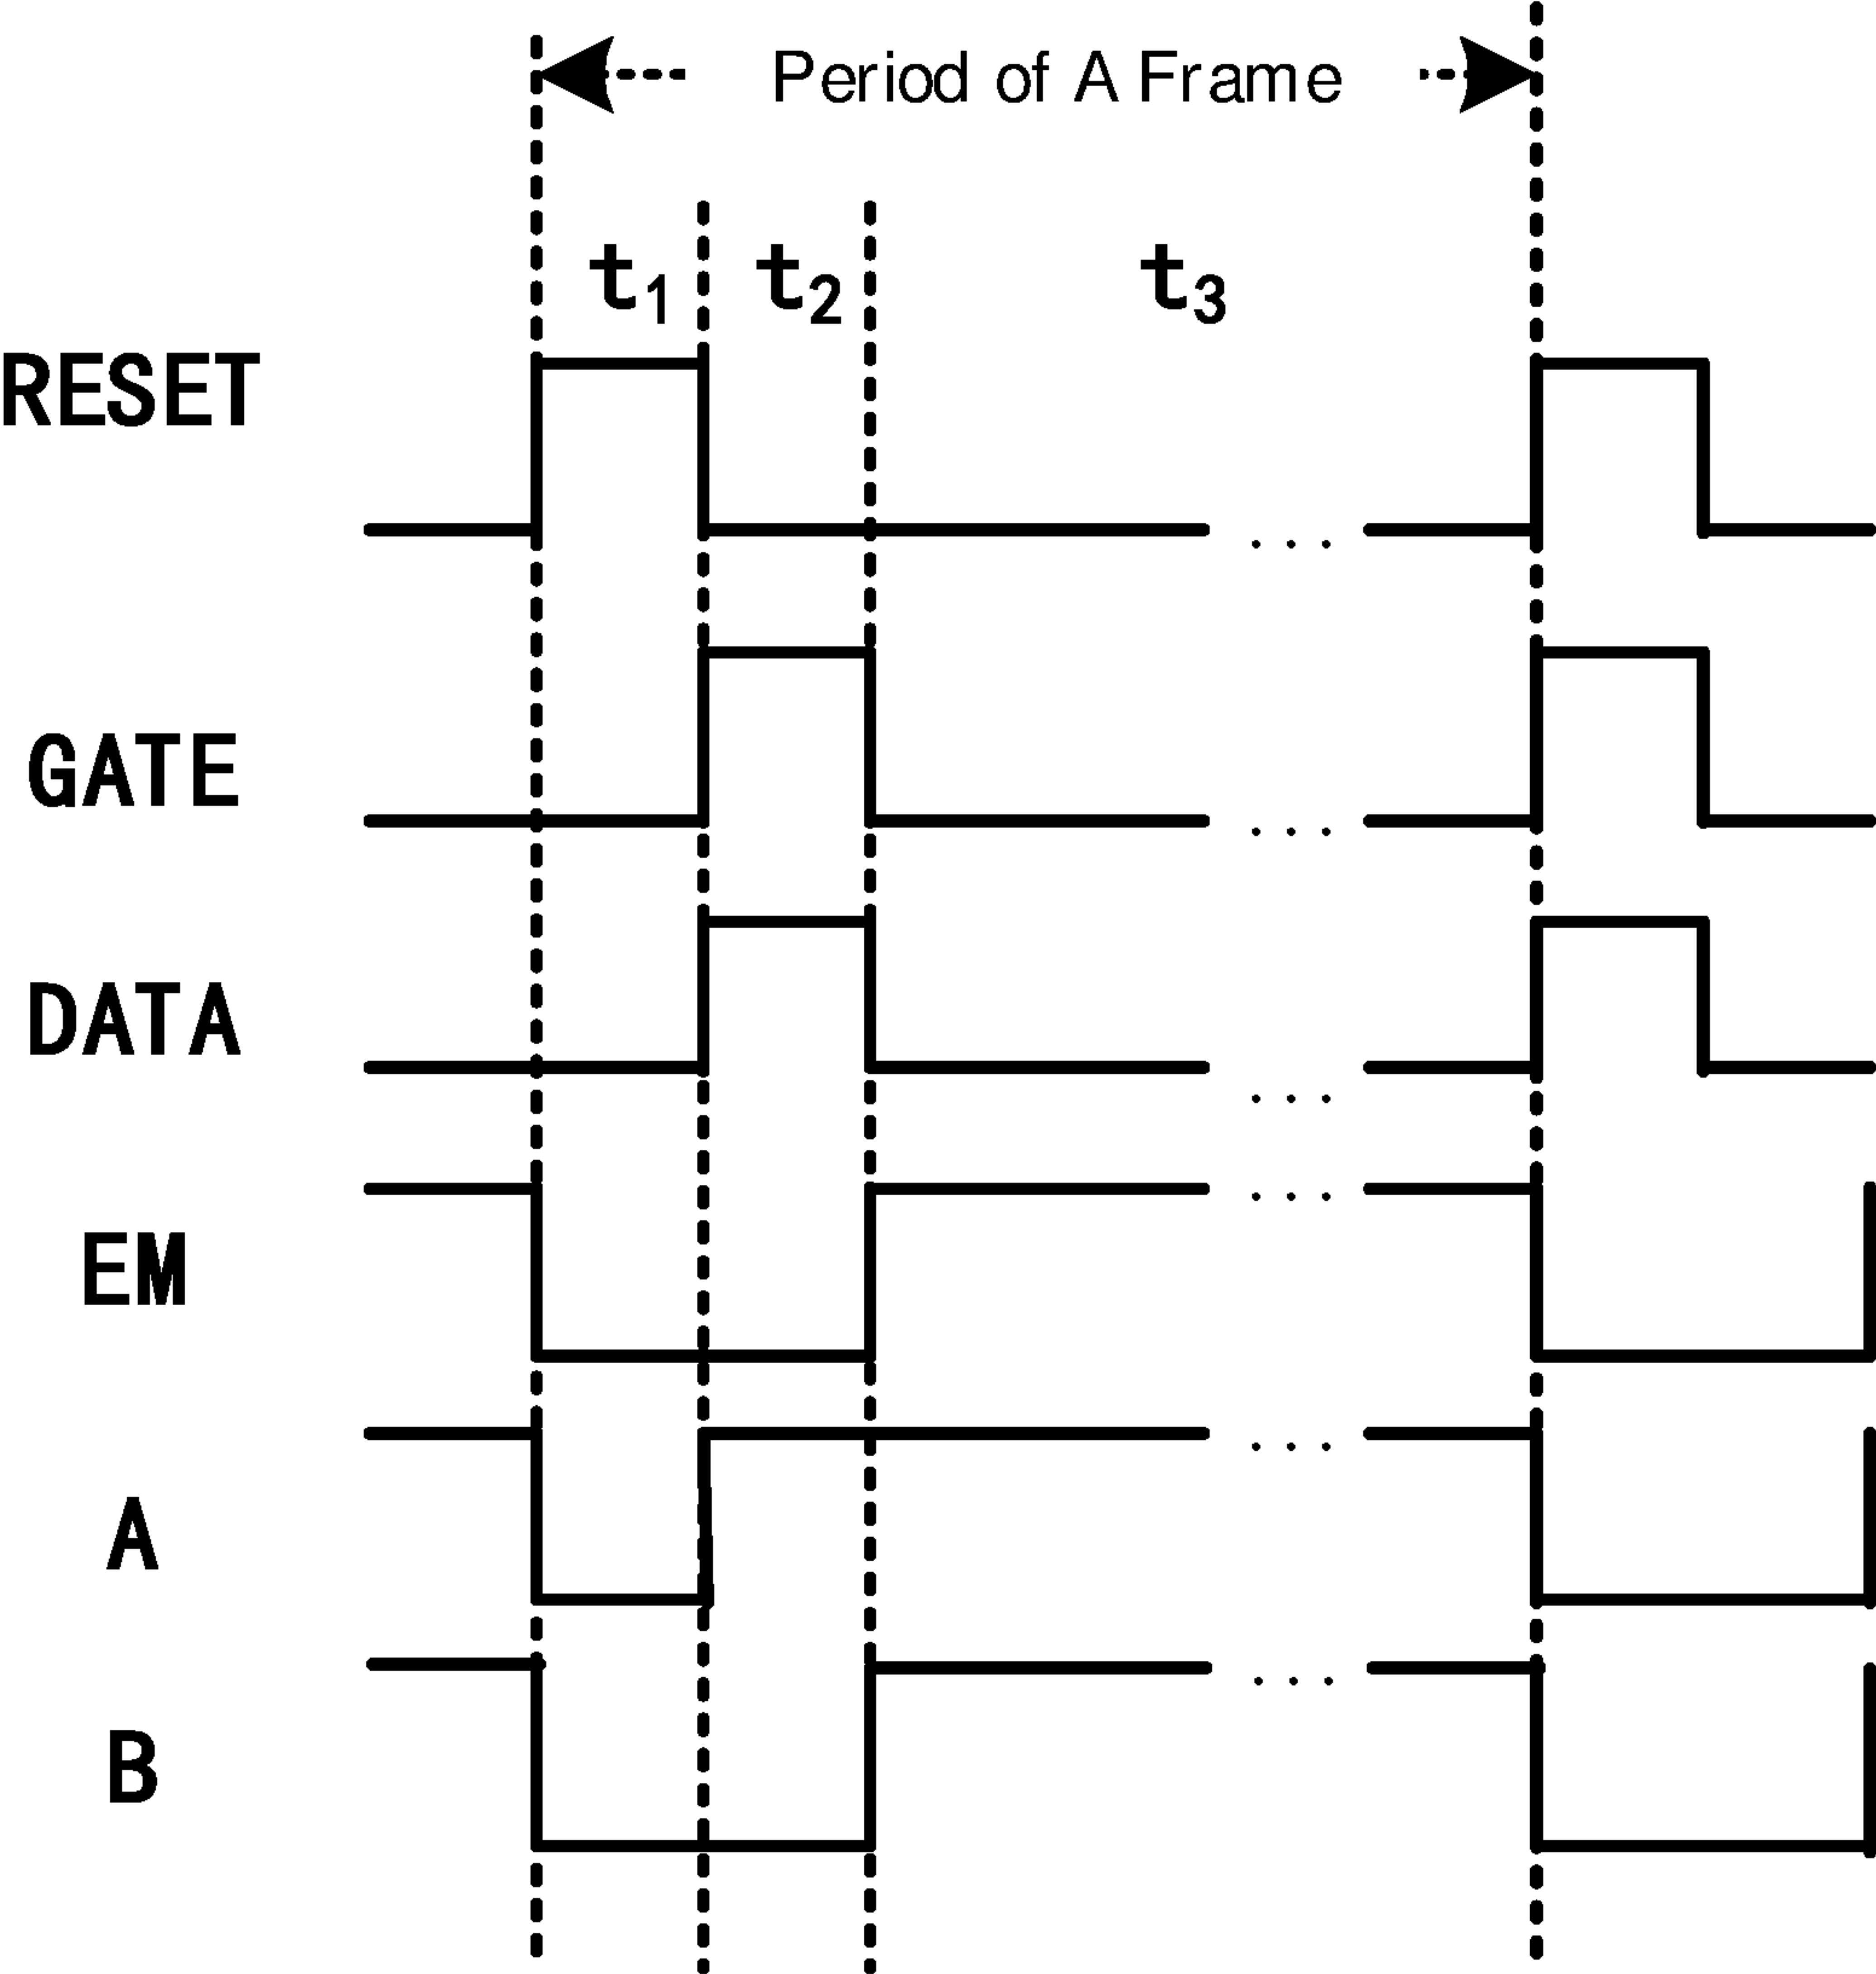 Period of A Frame
t₁ t₂ t₃
RESET
. . .
GATE
. . .
DATA
. . .
EM
. . .
A
. . .
B
. . .